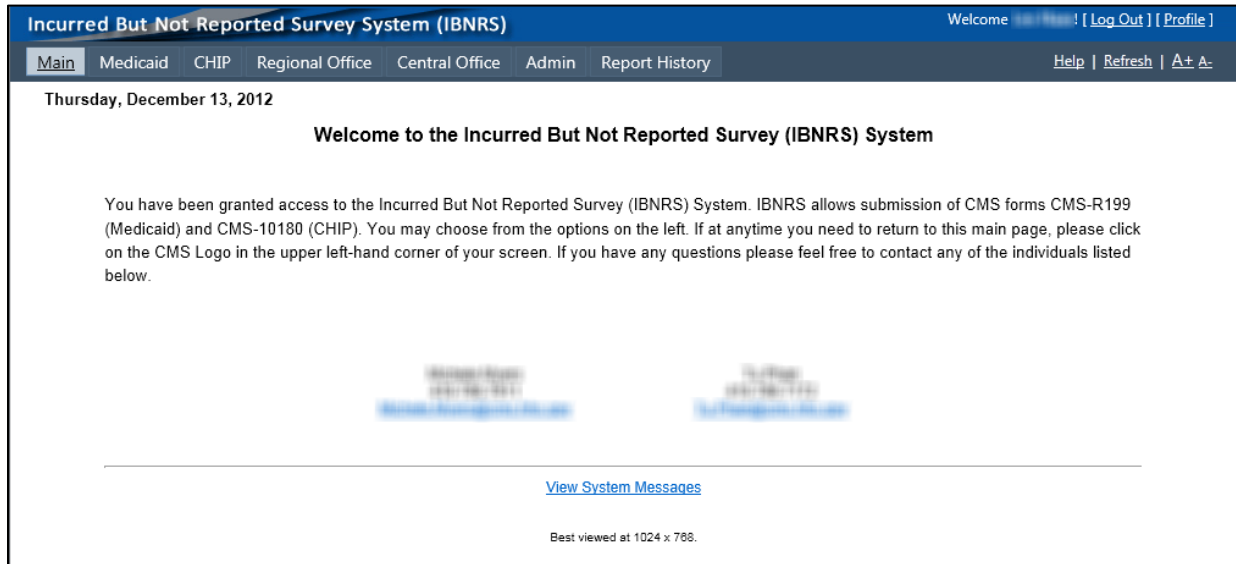 Incurred But Not Reported Survey System (IBNRS)
Welcome ! [ Log Out ] [ Profile ]
Main Medicaid CHIP Regional Office Central Office Admin Report History
Help | Refresh | A+ A-
Thursday, December 13, 2012
Welcome to the Incurred But Not Reported Survey (IBNRS) System
You have been granted access to the Incurred But Not Reported Survey (IBNRS) System. IBNRS allows submission of CMS forms CMS-R199
(Medicaid) and CMS-10180 (CHIP). You may choose from the options on the left. If at anytime you need to return to this main page, please click
on the CMS Logo in the upper left-hand corner of your screen. If you have any questions please feel free to contact any of the individuals listed
below.
View System Messages
Best viewed at 1024 x 768.